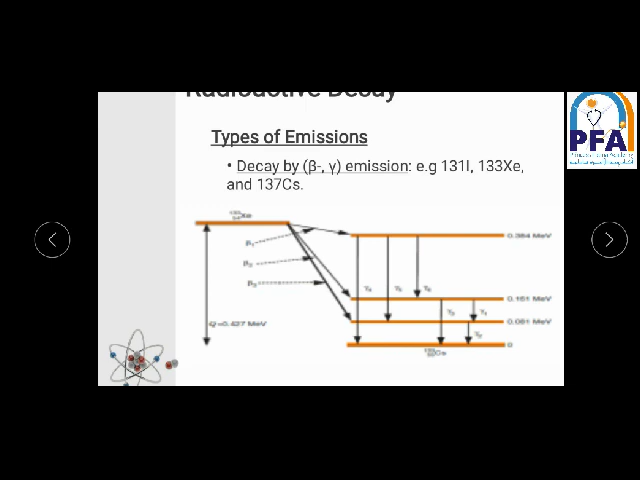 Radioactive Decay
Types of Emissions
• Decay by (β-, γ) emission: e.g 131I, 133Xe,
and 137Cs.
0.384 MeV
0.161 MeV
0.081 MeV
Q=0.427 MeV
0
PFA